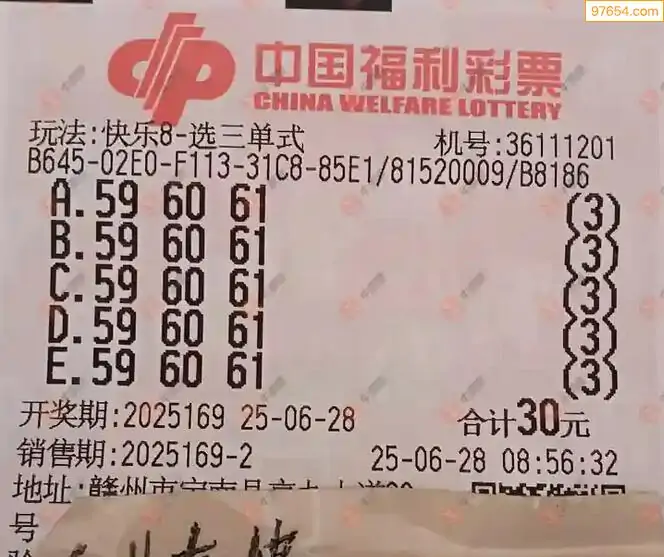 97654.com
中国福利彩票
CHINA WELFARE LOTTERY
玩法:快乐8-选三单式 机号:36111201
B645-02E0-F113-31C8-85E1/81520009/B8186
A.59 60 61 (3)
B.59 60 61 (3)
C.59 60 61 (3)
D.59 60 61 (3)
E.59 60 61 (3)
开奖期:2025169 25-06-28 合计30元
销售期:2025169-2 25-06-28 08:56:32
地址:赣州市定南县
号